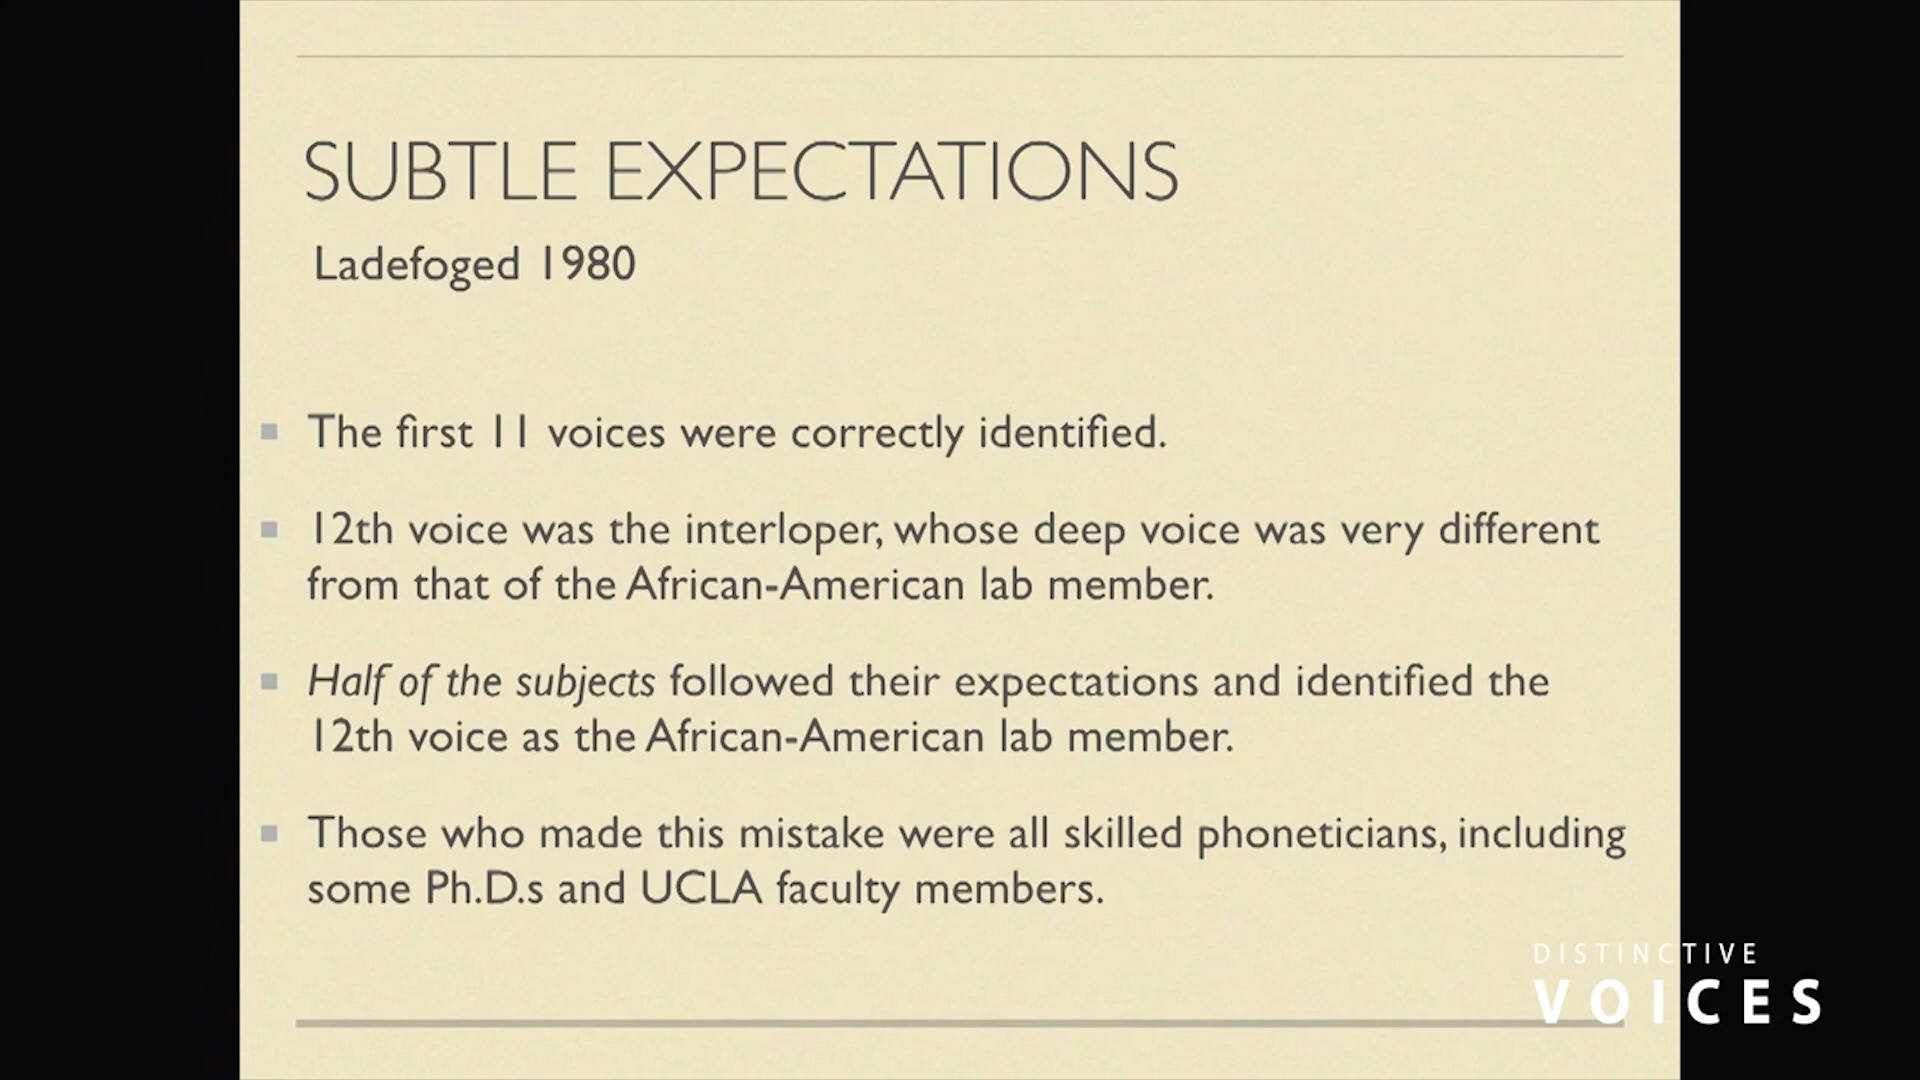 SUBTLE EXPECTATIONS
Ladefoged 1980
The first 11 voices were correctly identified.
12th voice was the interloper, whose deep voice was very different
from that of the African-American lab member.
Half of the subjects followed their expectations and identified the
12th voice as the African-American lab member.
Those who made this mistake were all skilled phoneticians, including
some Ph.D.s and UCLA faculty members.
DISTINCTIVE
VOICES